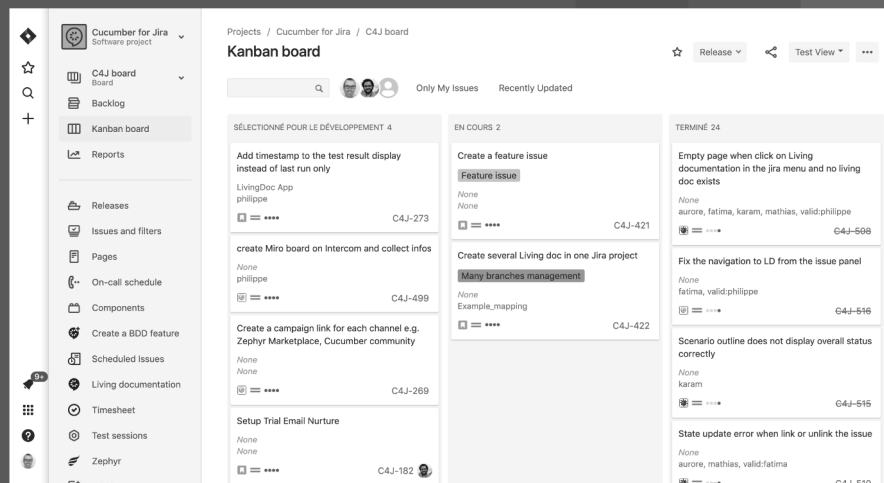 Cucumber for Jira
Software project
C4J board
Board
Backlog
Kanban board
Reports
Releases
Issues and filters
Pages
On-call schedule
Components
Create a BDD feature
Scheduled Issues
Living documentation
Timesheet
Test sessions
Zephyr
9+
Projects / Cucumber for Jira / C4J board
Kanban board
Release
Test View
Only My Issues
Recently Updated
SÉLECTIONNÉ POUR LE DÉVELOPPEMENT 4
Add timestamp to the test result display
instead of last run only
LivingDoc App
philippe
C4J-273
create Miro board on Intercom and collect infos
None
philippe
C4J-499
Create a campaign link for each channel e.g.
Zephyr Marketplace, Cucumber community
None
None
C4J-269
Setup Trial Email Nurture
None
None
C4J-182
EN COURS 2
Create a feature issue
Feature issue
None
None
C4J-421
Create several Living doc in one Jira project
Many branches management
None
Example_mapping
C4J-422
TERMINÉ 24
Empty page when click on Living
documentation in the jira menu and no living
doc exists
None
aurore, fatima, karam, mathias, valid:philippe
C4J-508
Fix the navigation to LD from the issue panel
None
fatima, valid:philippe
C4J-516
Scenario outline does not display overall status
correctly
None
karam
C4J-515
State update error when link or unlink the issue
None
aurore, mathias, valid:fatima